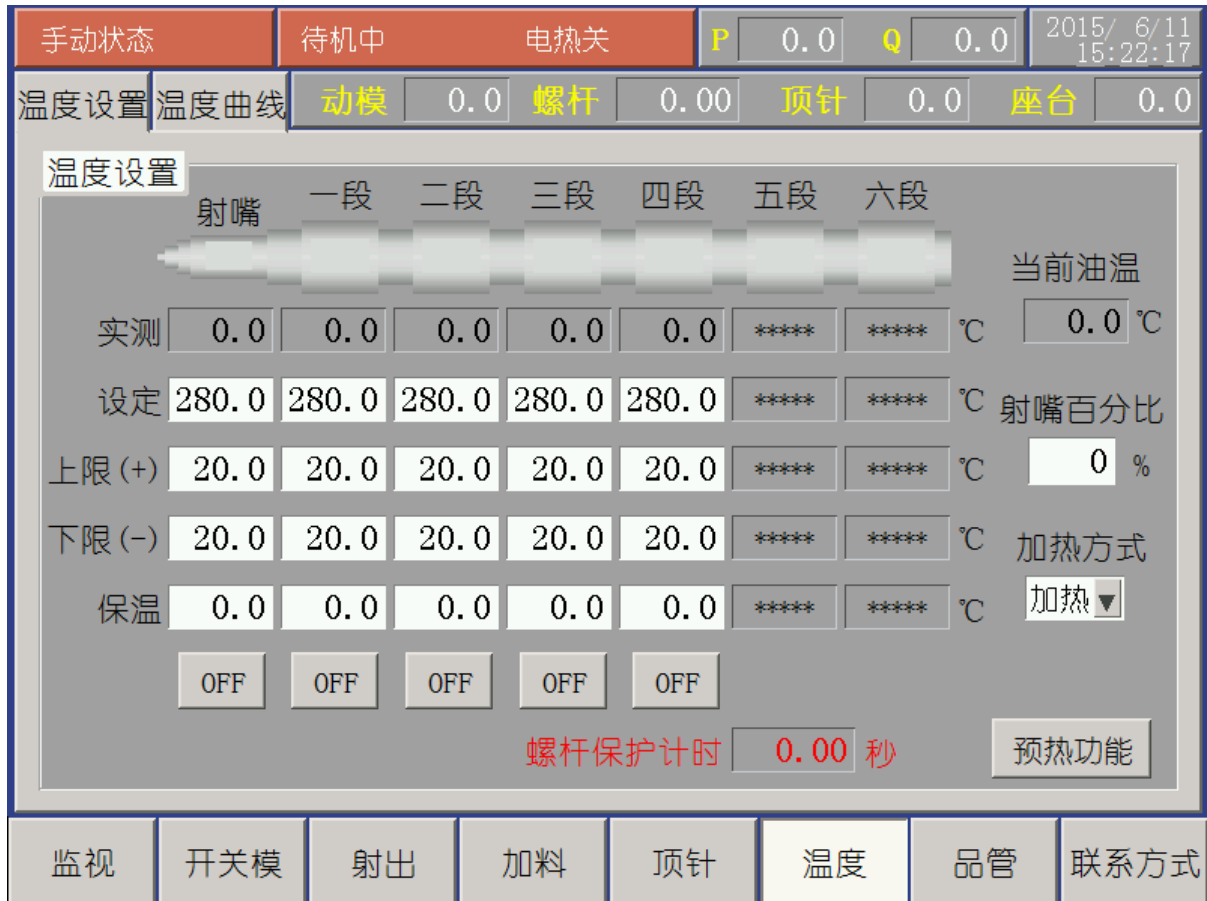 手动状态 待机中 电热关 P 0.0 Q 0.0 2015/ 6/11
15:22:17
温度设置 温度曲线 动模 0.0 螺杆 0.00 顶针 0.0 座台 0.0
温度设置
射嘴 一段 二段 三段 四段 五段 六段
当前油温
实测 0.0 0.0 0.0 0.0 0.0 ***** ***** ℃ 0.0 ℃
设定 280.0 280.0 280.0 280.0 280.0 ***** ***** ℃
射嘴百分比
上限(+) 20.0 20.0 20.0 20.0 20.0 ***** ***** ℃ 0 %
下限(-) 20.0 20.0 20.0 20.0 20.0 ***** ***** ℃
加热方式
保温 0.0 0.0 0.0 0.0 0.0 ***** ***** ℃ 加热▼
OFF OFF OFF OFF OFF
螺杆保护计时 0.00 秒 预热功能
监视 开关模 射出 加料 顶针 温度 品管 联系方式